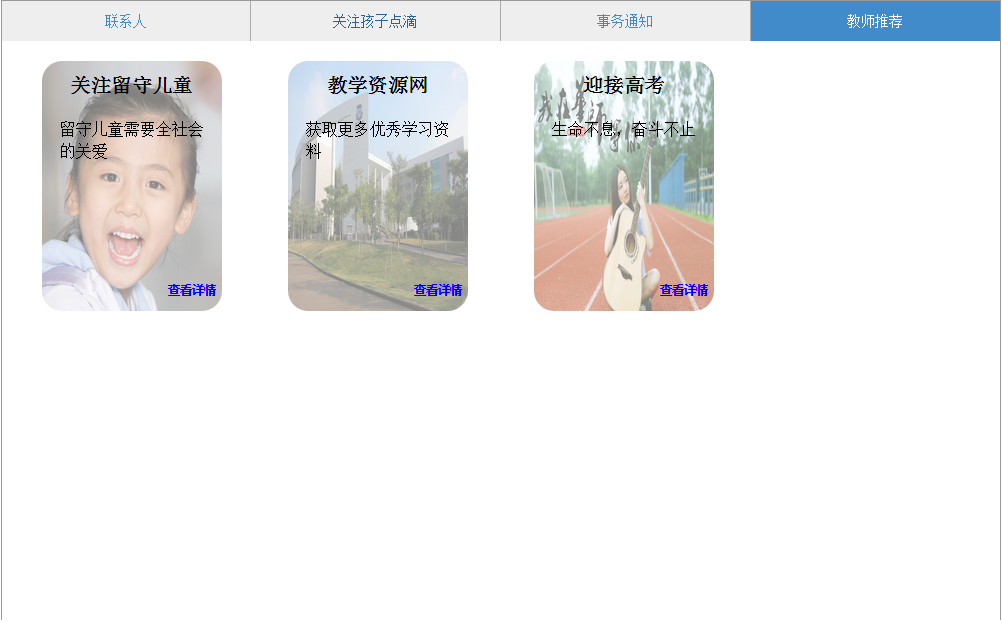 联系人
关注孩子点滴
事务通知
教师推荐
关注留守儿童
留守儿童需要全社会
的关爱
查看详情
教学资源网
获取更多优秀学习资
料
查看详情
迎接高考
生命不息，奋斗不止
查看详情